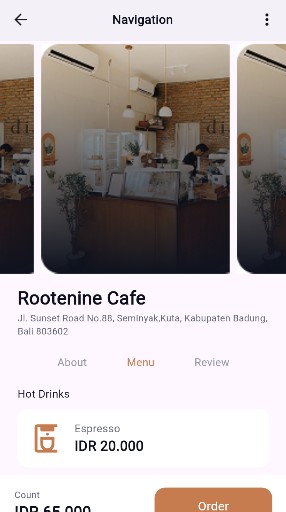 Navigation
Rootenine Cafe
Jl. Sunset Road No.88, Seminyak,Kuta, Kabupaten Badung,
Bali 803602
About Menu Review
Hot Drinks
Espresso
IDR 20.000
Count
IDR 65.000
Order